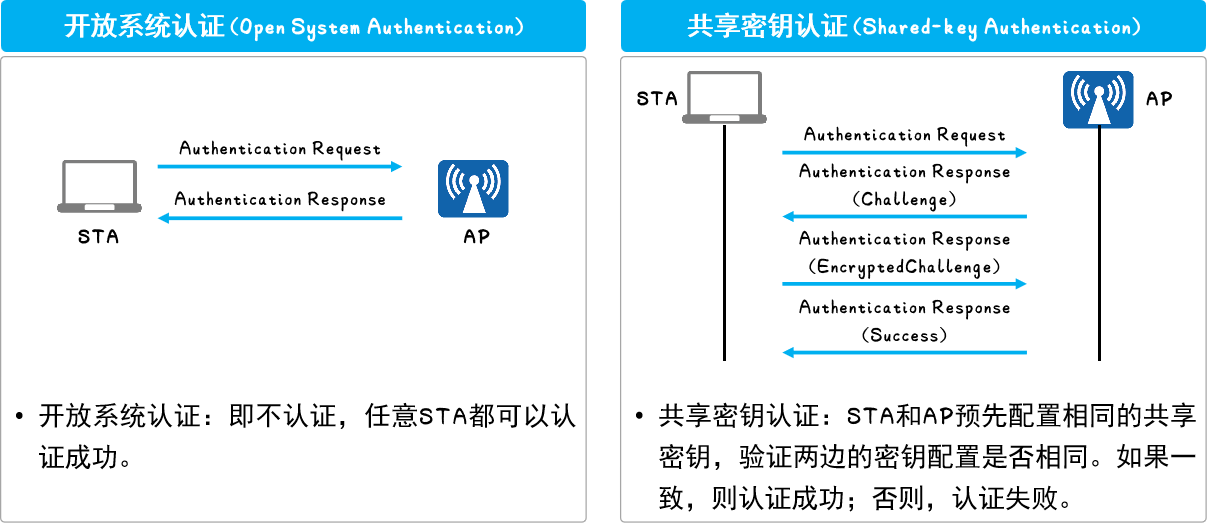 开放系统认证(Open System Authentication)
Authentication Request
Authentication Response
STA
AP
• 开放系统认证：即不认证，任意STA都可以认
证成功。
共享密钥认证(Shared-key Authentication)
STA
AP
Authentication Request
Authentication Response
(Challenge)
Authentication Response
(EncryptedChallenge)
Authentication Response
(Success)
• 共享密钥认证：STA和AP预先配置相同的共享
密钥，验证两边的密钥配置是否相同。如果一
致，则认证成功；否则，认证失败。